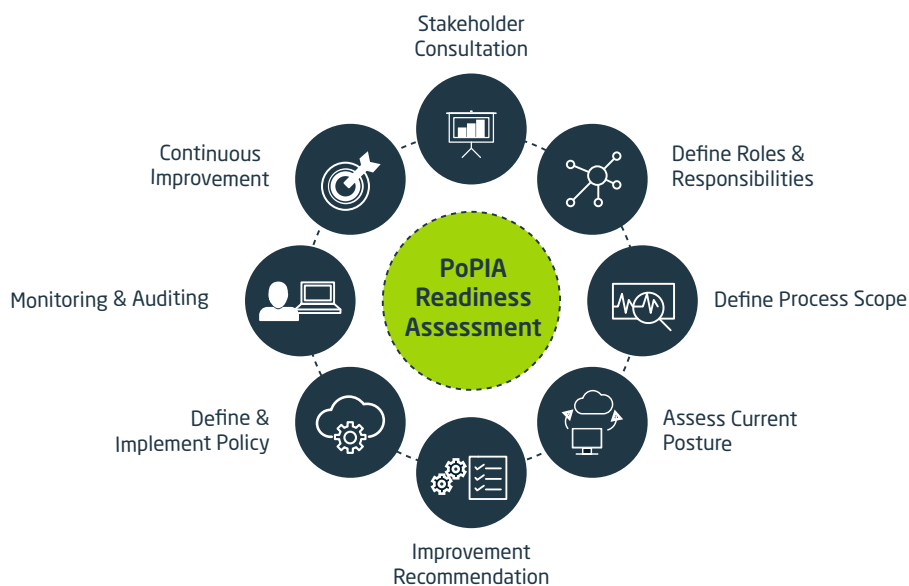 Stakeholder
Consultation
Define Roles &
Responsibilities
Define Process Scope
Assess Current
Posture
Improvement
Recommendation
Define &
Implement Policy
Monitoring & Auditing
Continuous
Improvement
PoPIA
Readiness
Assessment